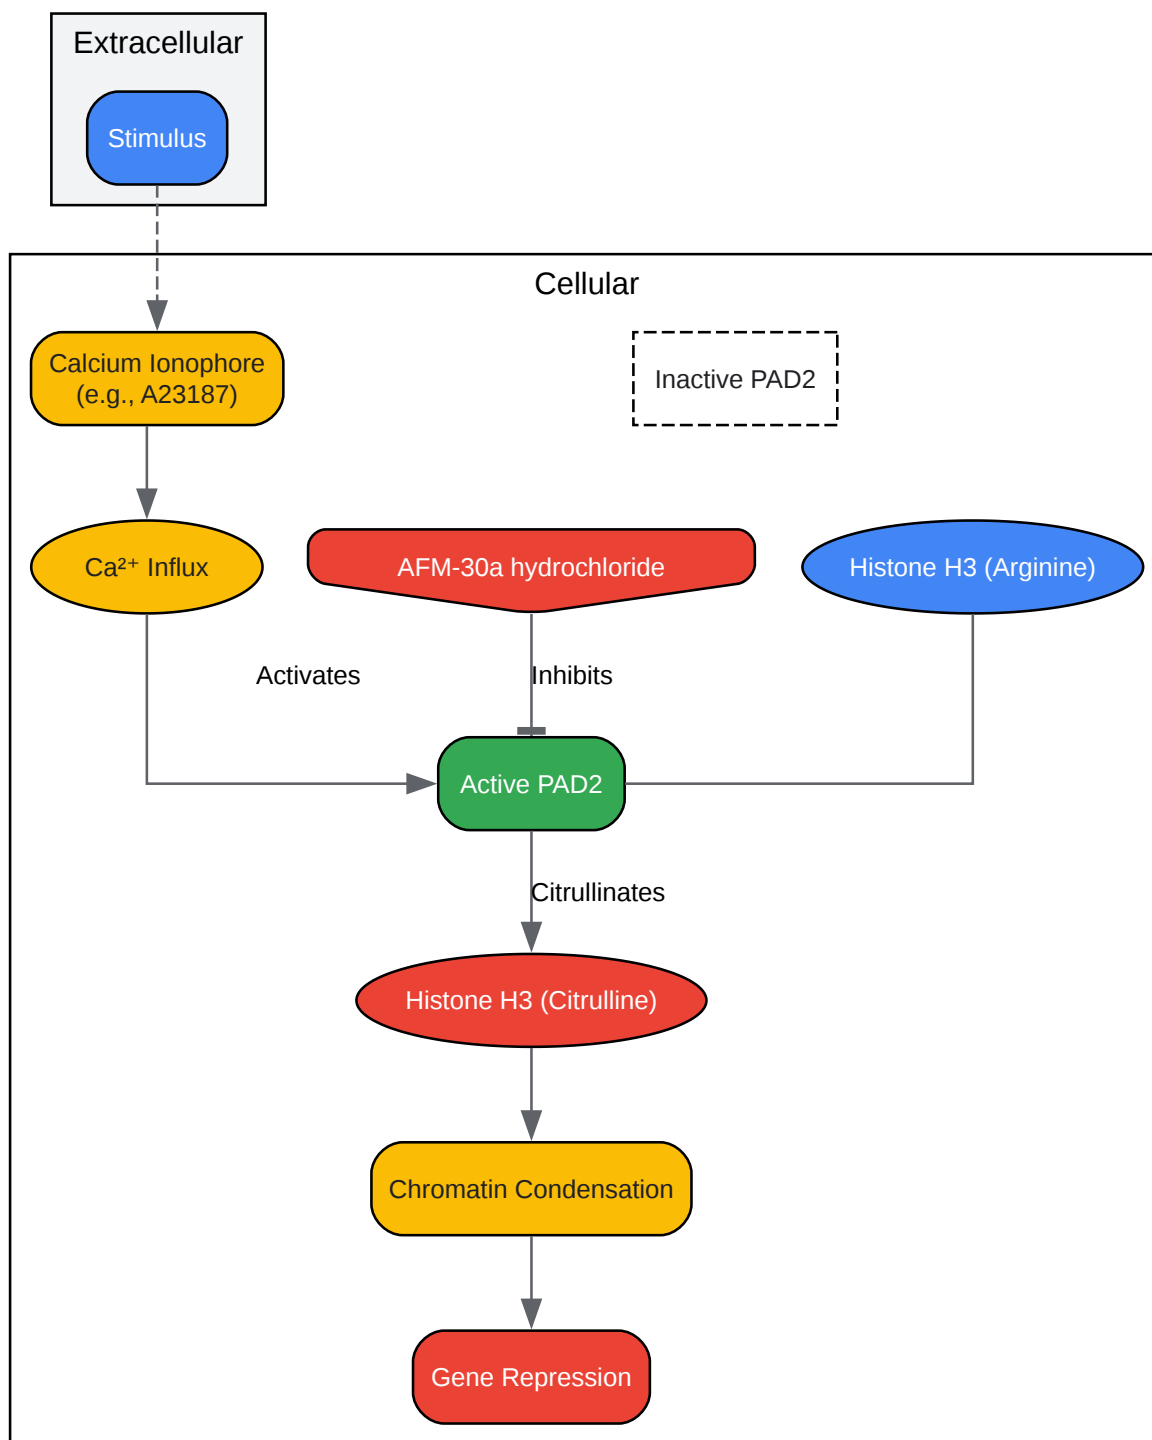 Extracellular
Stimulus
Cellular
Calcium Ionophore
(e.g., A23187)
Inactive PAD2
Ca²⁺ Influx
AFM-30a hydrochloride
Histone H3 (Arginine)
Activates
Inhibits
Active PAD2
Citrullinates
Histone H3 (Citrulline)
Chromatin Condensation
Gene Repression